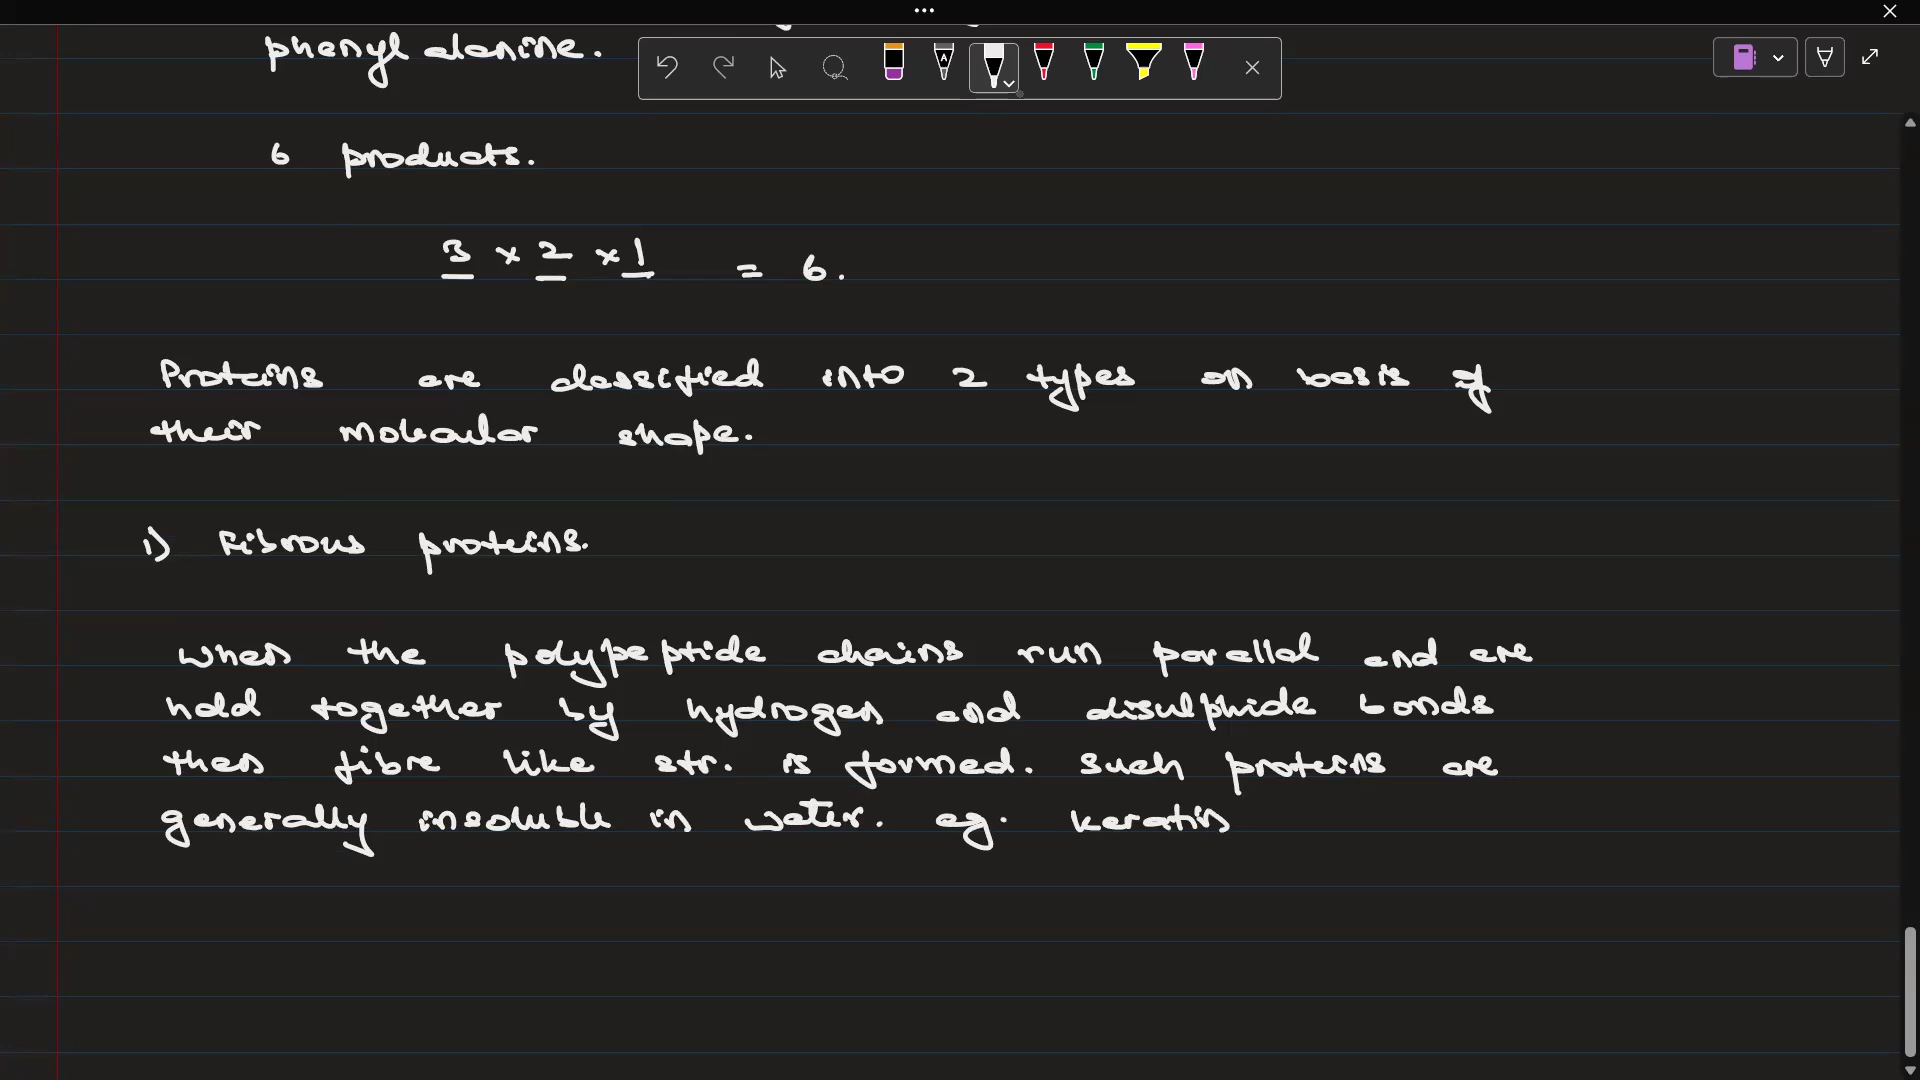 phenyl alanine.
6 products.
3 x 2 x 1 = 6.
Proteins are classified into 2 types on basis of
their molecular shape.
1) Fibrous proteins.
When the polypeptide chains run parallel and are
held together by hydrogen and disulphide bonds
then fibre like str. is formed. Such proteins are
generally insoluble in water. eg. keratin